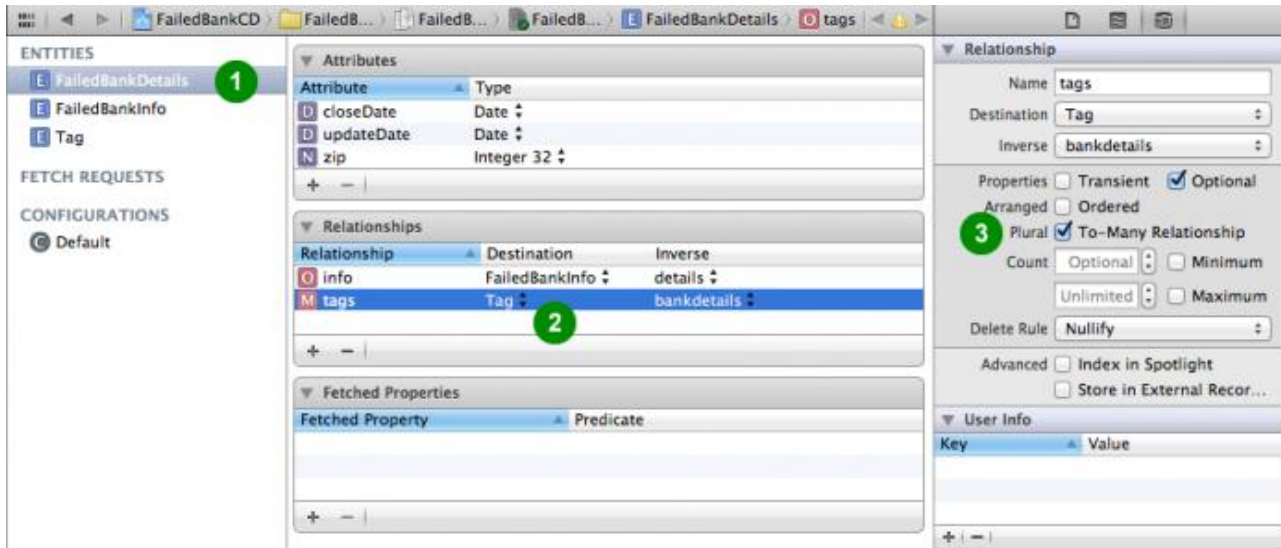 FailedBankCD FailedB... FailedB... FailedB... E FailedBankDetails O tags
ENTITIES
E FailedBankDetails 1
E FailedBankInfo
E Tag
FETCH REQUESTS
CONFIGURATIONS
C Default
Attributes
Attribute Type
D closeDate Date
D updateDate Date
N zip Integer 32
+ −
Relationships
Relationship Destination Inverse
O info FailedBankInfo details
M tags Tag bankdetails
2
+ −
Fetched Properties
Fetched Property Predicate
+ −
Relationship
Name tags
Destination Tag
Inverse bankdetails
Properties Transient Optional
Arranged Ordered
3 Plural To-Many Relationship
Count Optional Minimum
Unlimited Maximum
Delete Rule Nullify
Advanced Index in Spotlight
Store in External Recor...
User Info
Key Value
+ −